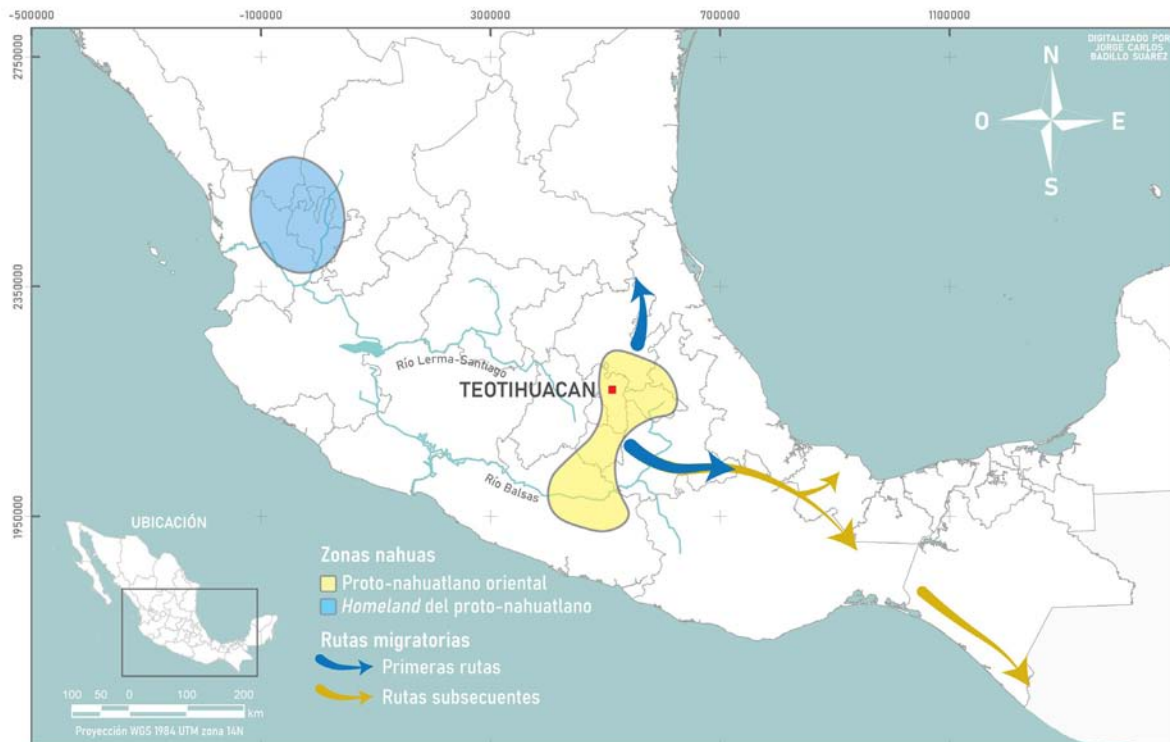 -500000
-100000
300000
700000
1100000
2750000
2350000
1950000
DIGITALIZADO POR
JORGE CARLOS
BADILLO SUÁREZ
N
O
E
S
Río Lerma-Santiago
TEOTIHUACAN
Río Balsas
UBICACIÓN
100 50 0 100 200
km
Proyección WGS 1984 UTM zona 14N
Zonas nahuas
Proto-nahuatlano oriental
Homeland del proto-nahuatlano
Rutas migratorias
Primeras rutas
Rutas subsecuentes